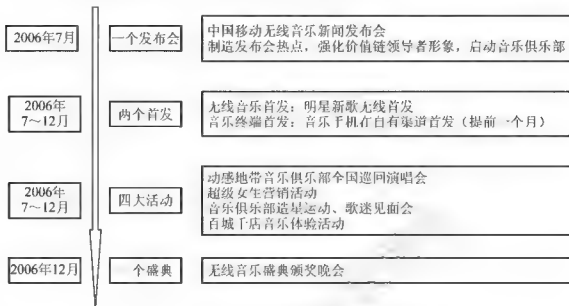 2006年7月
一个发布会
中国移动无线音乐新闻发布会
制造发布会热点，强化价值链领导者形象，启动音乐俱乐部
2006年
7～12月
两个首发
无线音乐首发：明星新歌无线首发
音乐终端首发：音乐手机在自有渠道首发（提前一个月）
2006年
7～12月
四大活动
动感地带音乐俱乐部全国巡回演唱会
超级女生营销活动
音乐俱乐部造星运动、歌迷见面会
百城千店音乐体验活动
2006年12月
一个盛典
无线音乐盛典颁奖晚会